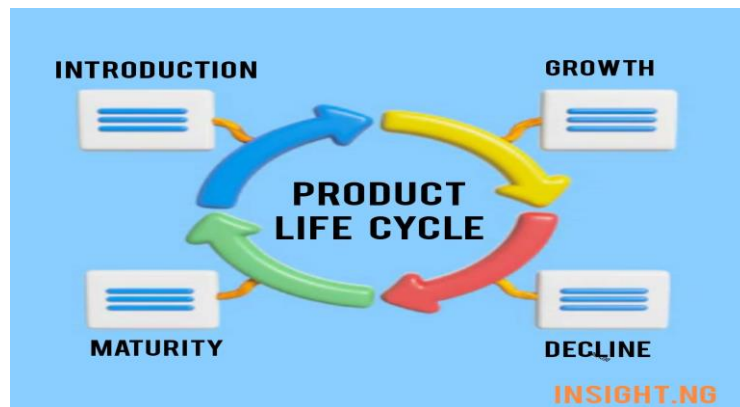 INTRODUCTION
GROWTH
PRODUCT
LIFE CYCLE
MATURITY
DECLINE
INSIGHT.NG